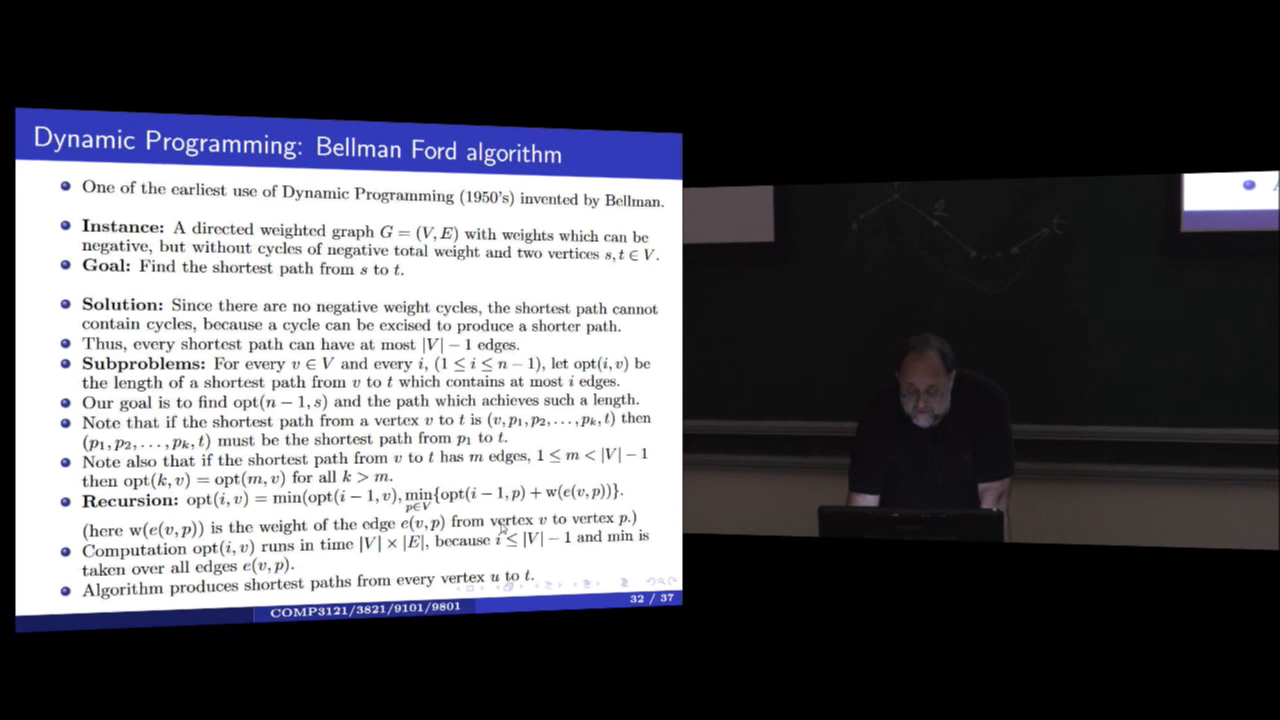 Dynamic Programming: Bellman Ford algorithm
One of the earliest use of Dynamic Programming (1950's) invented by Bellman.
Instance: A directed weighted graph G = (V, E) with weights which can be
negative, but without cycles of negative total weight and two vertices s, t ∈ V.
Goal: Find the shortest path from s to t.
Solution: Since there are no negative weight cycles, the shortest path cannot
contain cycles, because a cycle can be excised to produce a shorter path.
Thus, every shortest path can have at most |V| − 1 edges.
Subproblems: For every v ∈ V and every i, (1 ≤ i ≤ n − 1), let opt(i, v) be
the length of a shortest path from v to t which contains at most i edges.
Our goal is to find opt(n − 1, s) and the path which achieves such a length.
Note that if the shortest path from a vertex v to t is (v, p₁, p₂, . . . , pₖ, t) then
(p₁, p₂, . . . , pₖ, t) must be the shortest path from p₁ to t.
Note also that if the shortest path from v to t has m edges, 1 ≤ m < |V| − 1
then opt(k, v) = opt(m, v) for all k > m.
Recursion: opt(i, v) = min(opt(i − 1, v), min{opt(i − 1, p) + w(e(v, p))}.
p∈V
(here w(e(v, p)) is the weight of the edge e(v, p) from vertex v to vertex p.)
Computation opt(i, v) runs in time |V| × |E|, because i ≤ |V| − 1 and min is
taken over all edges e(v, p).
Algorithm produces shortest paths from every vertex u to t.
COMP3121/3821/9101/9801
32 / 37
2
t